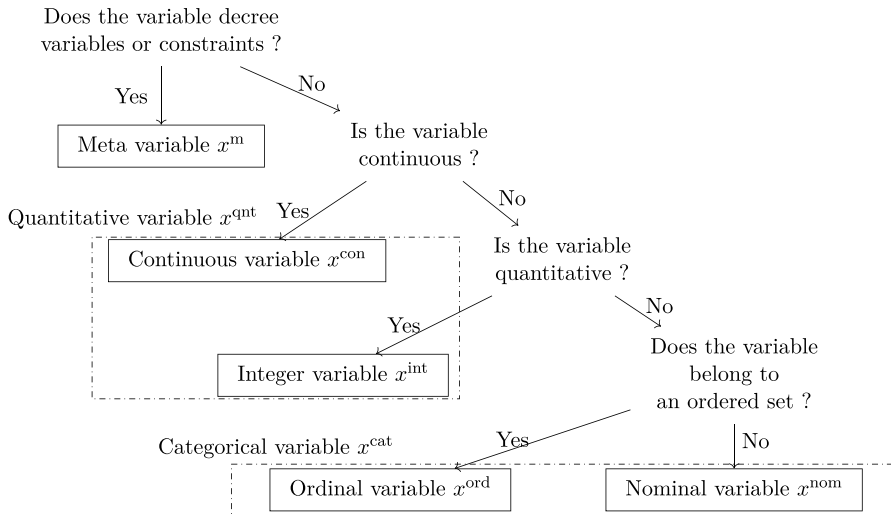 Does the variable decree
variables or constraints ?
Yes
No
Meta variable x^m
Is the variable
continuous ?
Yes
No
Quantitative variable x^qnt
Continuous variable x^con
Is the variable
quantitative ?
Yes
No
Integer variable x^int
Does the variable
belong to
an ordered set ?
Yes
No
Categorical variable x^cat
Ordinal variable x^ord
Nominal variable x^nom